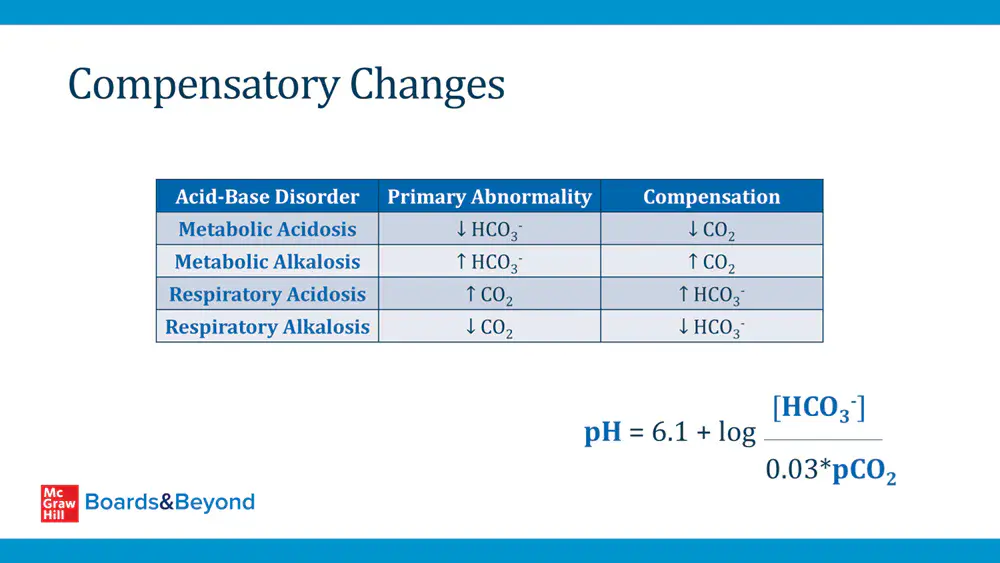 Compensatory Changes
Acid-Base Disorder Primary Abnormality Compensation
Metabolic Acidosis ↓HCO₃⁻ ↓CO₂
Metabolic Alkalosis ↑HCO₃⁻ ↑CO₂
Respiratory Acidosis ↑CO₂ ↑HCO₃⁻
Respiratory Alkalosis ↓CO₂ ↓HCO₃⁻
[HCO₃⁻]
pH = 6.1 + log
0.03*pCO₂
Mc
Graw
Hill
Boards&Beyond